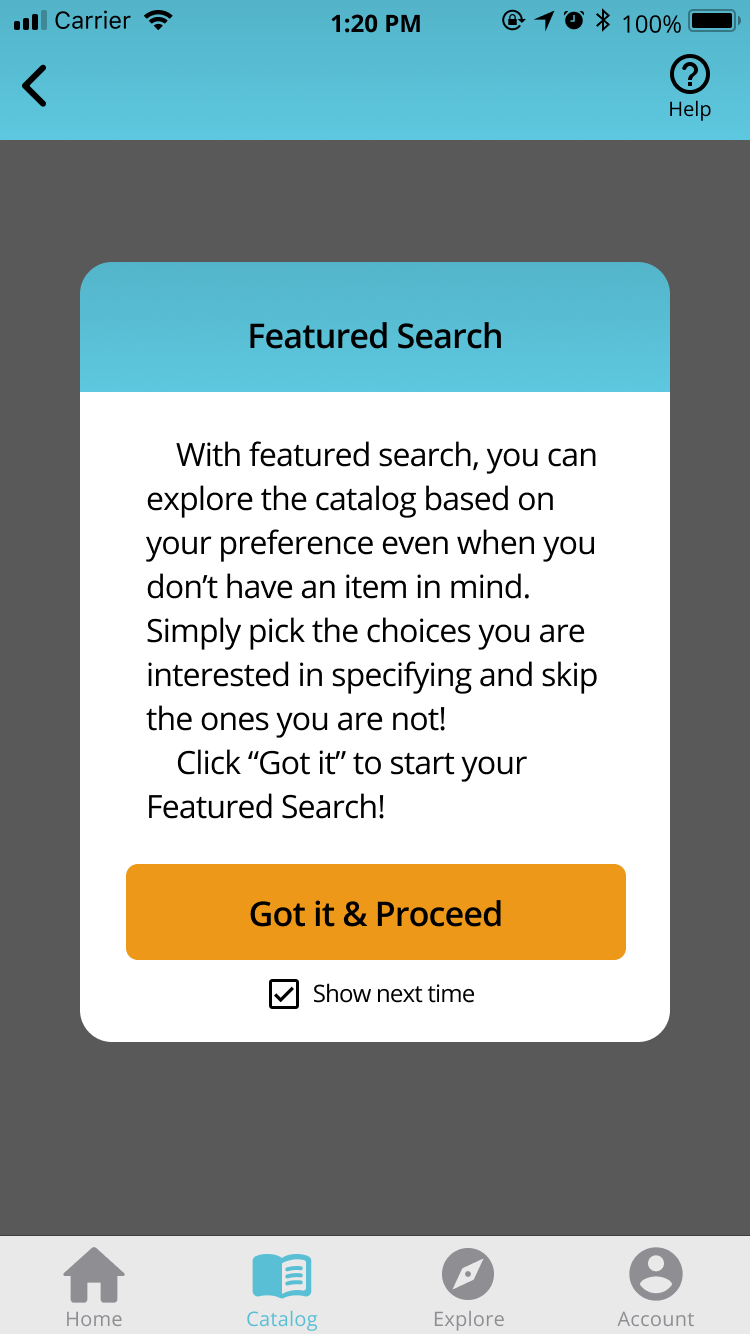 Carrier 1:20 PM 100%
Help
Featured Search
With featured search, you can
explore the catalog based on
your preference even when you
don’t have an item in mind.
Simply pick the choices you are
interested in specifying and skip
the ones you are not!
Click “Got it” to start your
Featured Search!
Got it & Proceed
Show next time
Home Catalog Explore Account